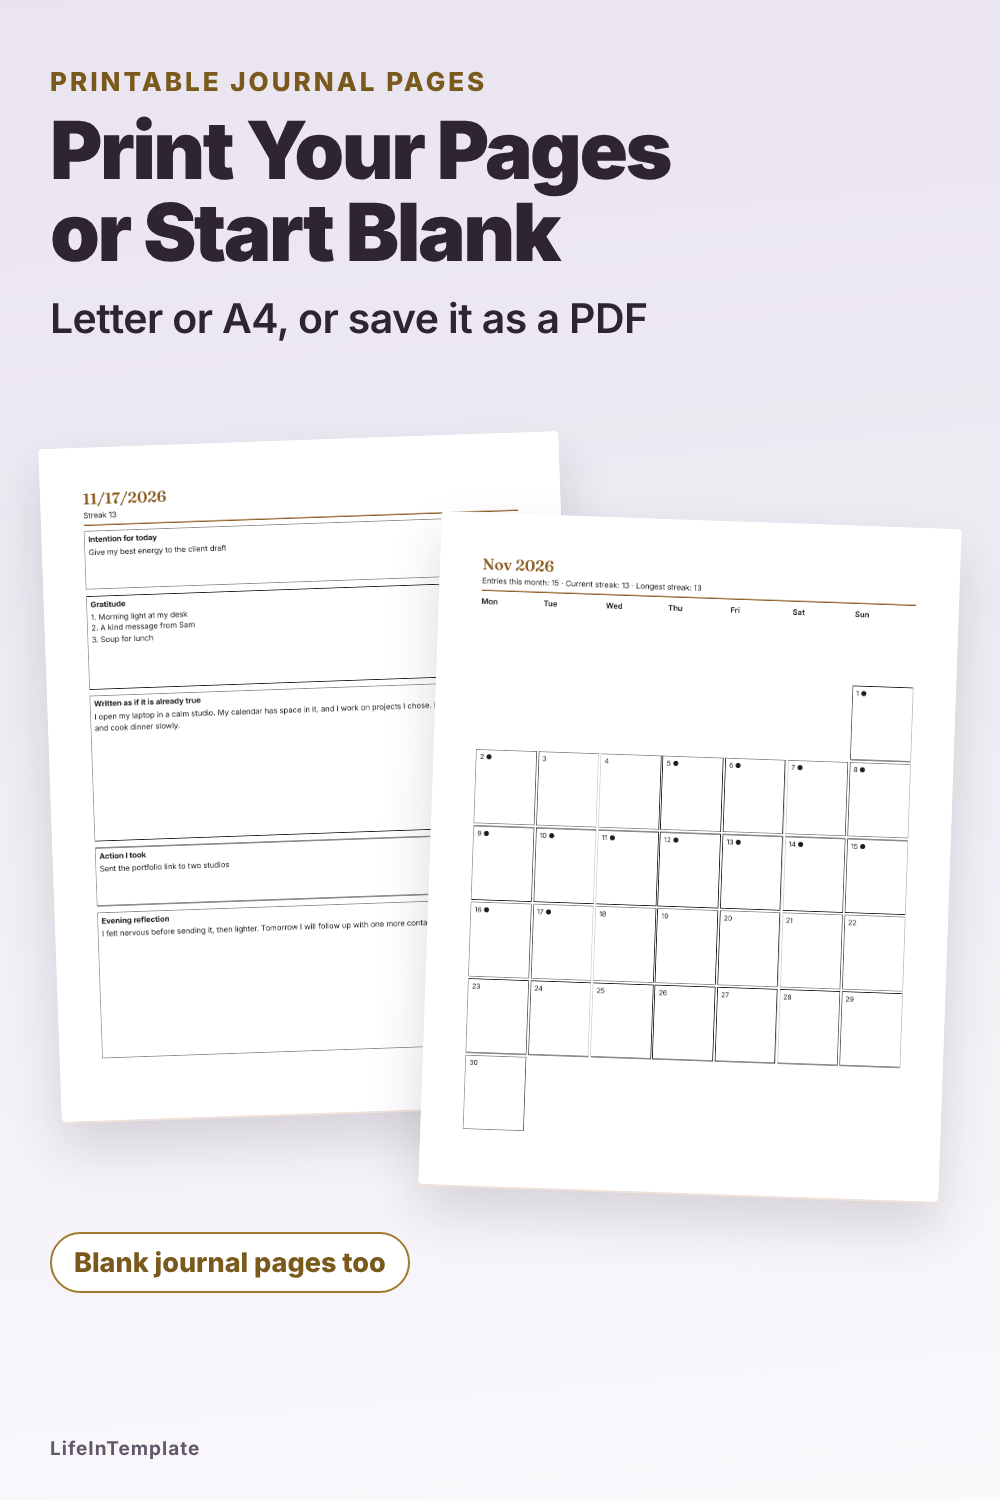 PRINTABLE JOURNAL PAGES
Print Your Pages
or Start Blank
Letter or A4, or save it as a PDF
11/17/2026
Streak 13
Intention for today
Give my best energy to the client draft
Gratitude
1. Morning light at my desk
2. A kind message from Sam
3. Soup for lunch
Written as if it is already true
I open my laptop in a calm studio. My calendar has space in it, and I work on projects I chose.
and cook dinner slowly.
Action I took
Sent the portfolio link to two studios
Evening reflection
I felt nervous before sending it, then lighter. Tomorrow I will follow up with one more
Nov 2026
Entries this month: 15 · Current streak: 13 · Longest streak: 13
Mon Tue Wed Thu Fri Sat Sun
1 ●
2 ● 3 4 5 ● 6 ● 7 ● 8 ●
9 ● 10 ● 11 ● 12 ● 13 ● 14 ● 15 ●
16 ● 17 ● 18 19 20 21 22
23 24 25 26 27 28 29
30
Blank journal pages too
LifeInTemplate